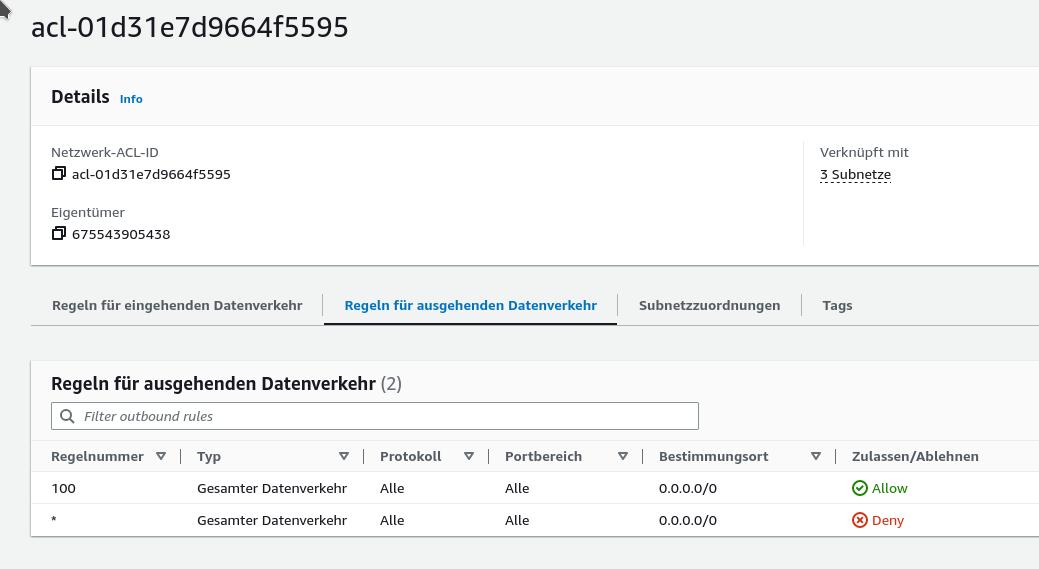 acl-01d31e7d9664f5595
Details Info
Netzwerk-ACL-ID
acl-01d31e7d9664f5595
Eigentümer
675543905438
Verknüpft mit
3 Subnetze
Regeln für eingehenden Datenverkehr Regeln für ausgehenden Datenverkehr Subnetzzuordnungen Tags
Regeln für ausgehenden Datenverkehr (2)
Filter outbound rules
Regelnummer Typ Protokoll Portbereich Bestimmungsort Zulassen/Ablehnen
100 Gesamter Datenverkehr Alle Alle 0.0.0.0/0 Allow
* Gesamter Datenverkehr Alle Alle 0.0.0.0/0 Deny